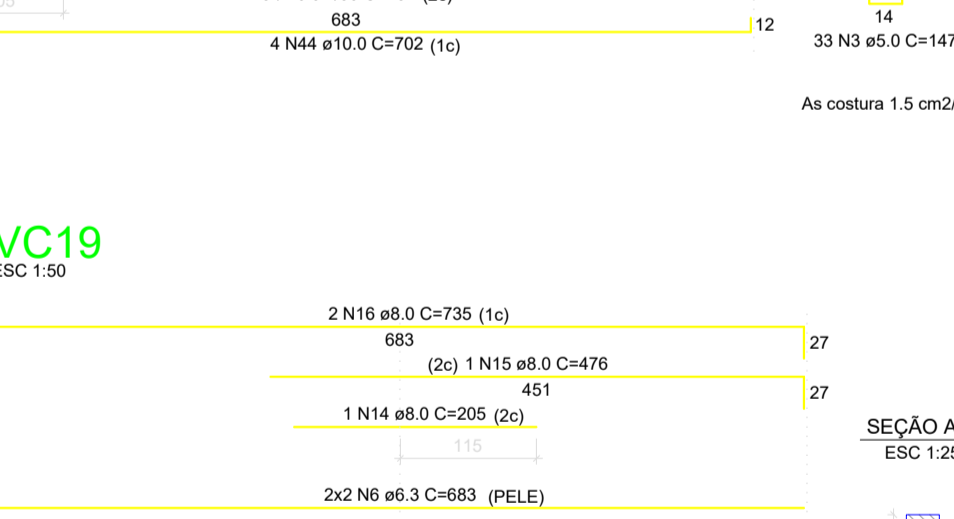 683
12
14
4 N44 ø10.0 C=702 (1c)
33 N3 ø5.0 C=147
As costura 1.5 cm2/
VC19
ESC 1:50
2 N16 ø8.0 C=735 (1c)
683
27
(2c) 1 N15 ø8.0 C=476
451
27
1 N14 ø8.0 C=205 (2c)
115
SEÇÃO A
ESC 1:25
2x2 N6 ø6.3 C=683 (PELE)